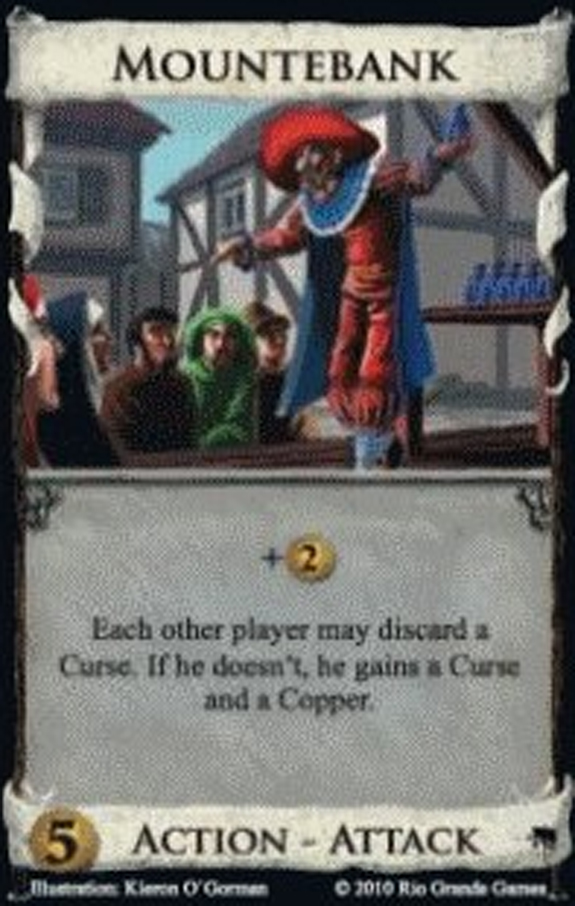 MOUNTEBANK
+2
Each other player may discard a
Curse. If he doesn't, he gains a Curse
and a Copper.
5 ACTION - ATTACK
Illustration: Kieron O'Gorman © 2010 Rio Grande Games